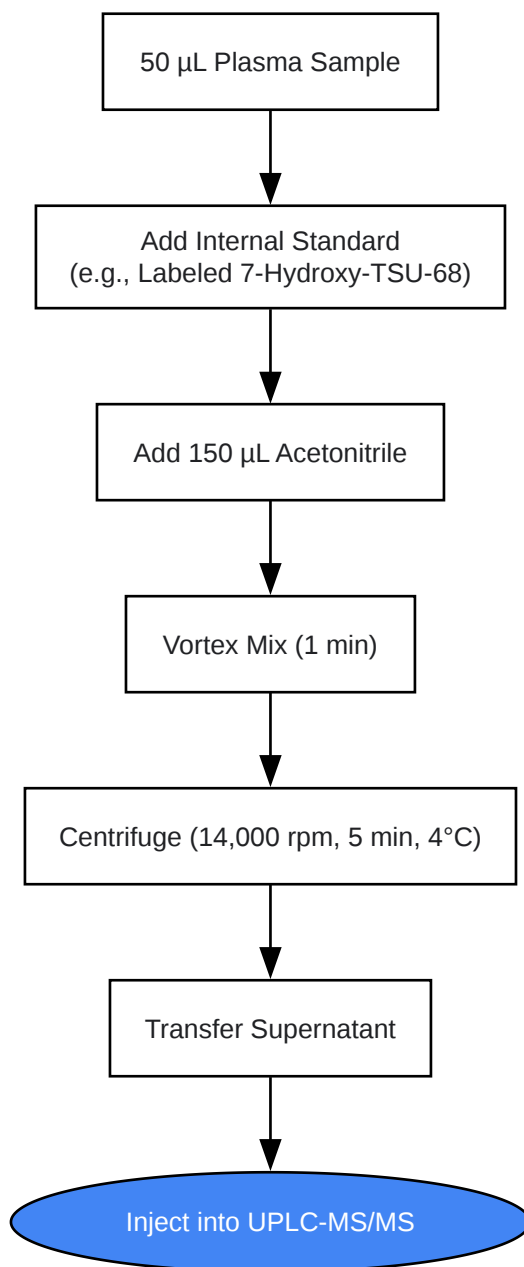 50 µL Plasma Sample
Add Internal Standard
(e.g., Labeled 7-Hydroxy-TSU-68)
Add 150 µL Acetonitrile
Vortex Mix (1 min)
Centrifuge (14,000 rpm, 5 min, 4°C)
Transfer Supernatant
Inject into UPLC-MS/MS